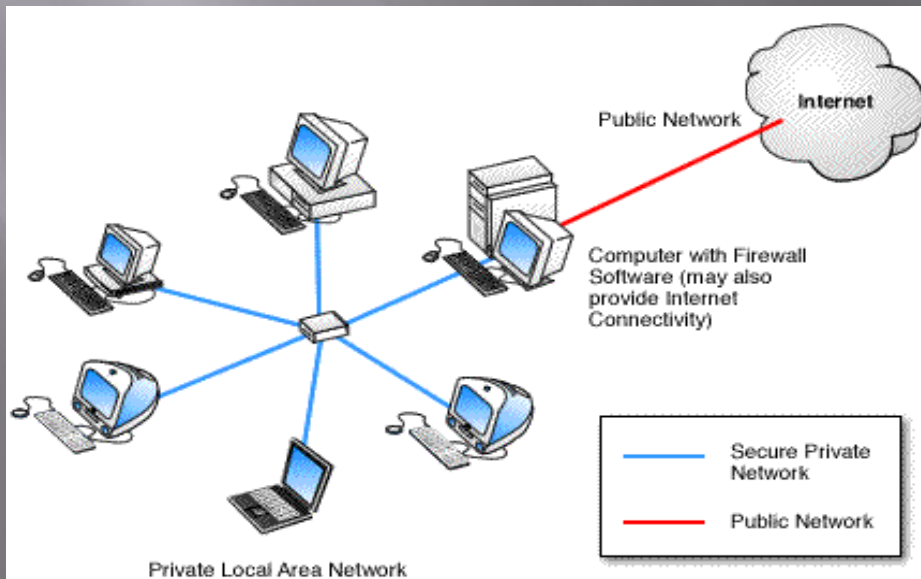 Internet
Public Network
Computer with Firewall
Software (may also
provide Internet
Connectivity)
Secure Private
Network
Public Network
Private Local Area Network